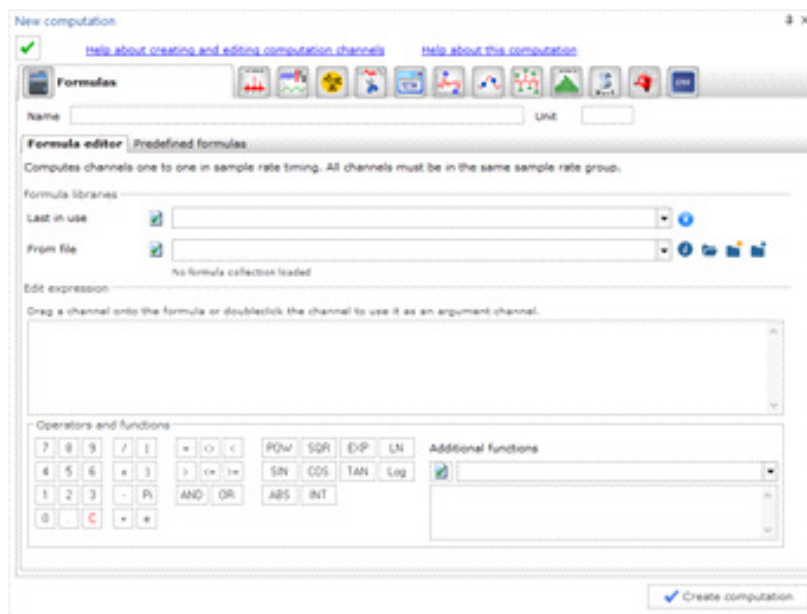 New computation
Help about creating and editing computation channels Help about this computation
Formulas
Name Unit
Formula editor Predefined formulas
Computes channels one to one in sample rate timing. All channels must be in the same sample rate group.
Formula libraries
Last in use
From file
No formula collection loaded
Edit expression
Drag a channel onto the formula or doubleclick the channel to use it as an argument channel.
Operators and functions
7 8 9 / ( = <> < POW SQR EXP LN Additional functions
4 5 6 ) > <= >= SIN COS TAN Log
1 2 3 - Pi AND OR ABS INT
0 . C + e
Create computation